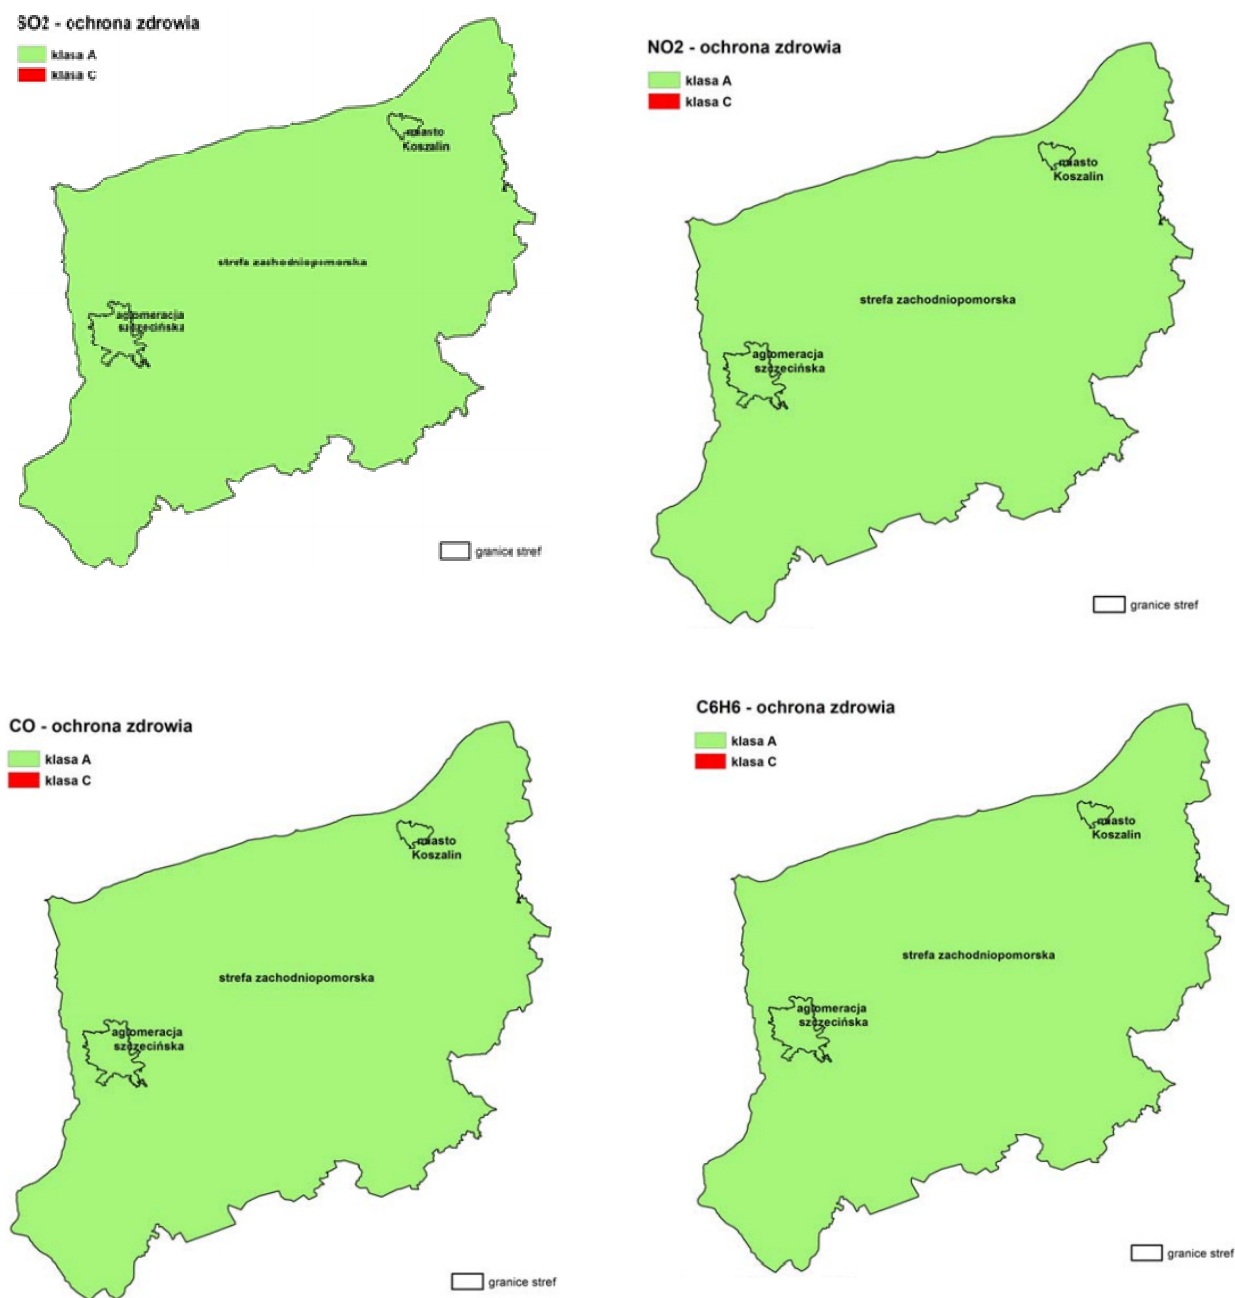 SO2 - ochrona zdrowia
klasa A
klasa C
miasto
Koszalin
strefa zachodniopomorska
aglomeracja
szczecińska
granice stref
NO2 - ochrona zdrowia
klasa A
klasa C
miasto
Koszalin
strefa zachodniopomorska
aglomeracja
szczecińska
granice stref
CO - ochrona zdrowia
klasa A
klasa C
miasto
Koszalin
strefa zachodniopomorska
aglomeracja
szczecińska
granice stref
C6H6 - ochrona zdrowia
klasa A
klasa C
miasto
Koszalin
strefa zachodniopomorska
aglomeracja
szczecińska
granice stref